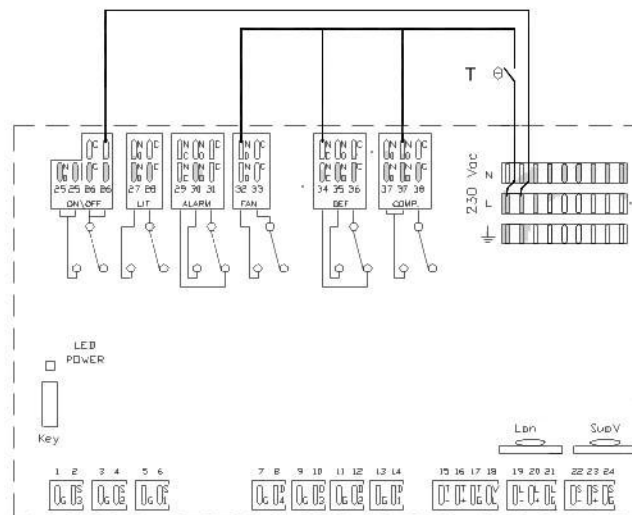 T
N
L
230 Vac
25 25 26 26
27 28
29 30 31
32 33
34 35 36
37 37 38
ON\OFF
LIT
ALARM
FAN
DEF
COMP.
LED
POWER
Key
Lan
SupV
1 2 3 4 5 6 7 8 9 10 11 12 13 14 15 16 17 18 19 20 21 22 23 24